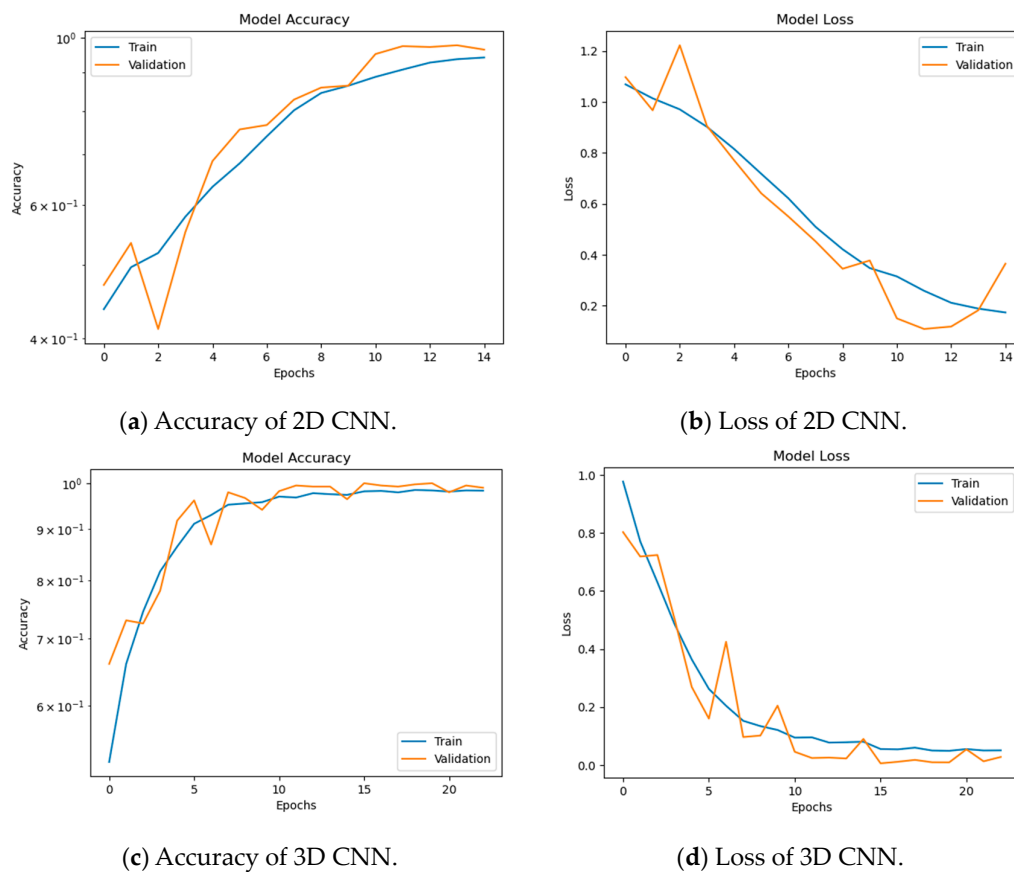 Model Accuracy
10⁰
6 × 10⁻¹
4 × 10⁻¹
Accuracy
Train
Validation
0 2 4 6 8 10 12 14
Epochs
(a) Accuracy of 2D CNN.
Model Loss
1.2
1.0
0.8
0.6
0.4
0.2
Loss
Train
Validation
0 2 4 6 8 10 12 14
Epochs
(b) Loss of 2D CNN.
Model Accuracy
10⁰
9 × 10⁻¹
8 × 10⁻¹
7 × 10⁻¹
6 × 10⁻¹
Accuracy
Train
Validation
0 5 10 15 20
Epochs
(c) Accuracy of 3D CNN.
Model Loss
1.0
0.8
0.6
0.4
0.2
0.0
Loss
Train
Validation
0 5 10 15 20
Epochs
(d) Loss of 3D CNN.